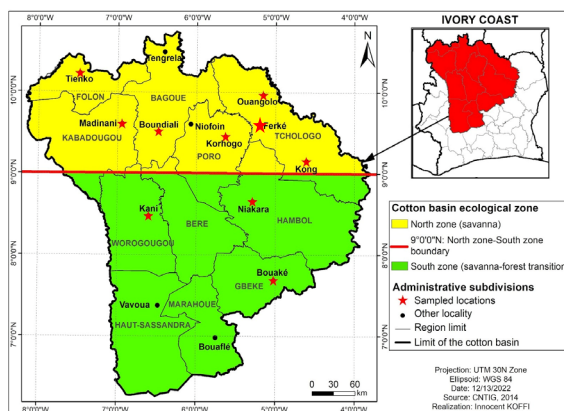 8°0'0"W
7°0'0"W
6°0'0"W
5°0'0"W
4°0'0"W
IVORY COAST
N
Tengrela
Tienko
10°0'0"N
10°0'0"N
FOLON
BAGOUE
Ouangolo
Madinani
Boundiali
Niofoin
Ferké
KABADOUGOU
Korhogo
TCHOLOGO
PORO
Kong
9°0'0"N
9°0'0"N
Kani
Niakara
BERE
HAMBOL
WOROGOUGOU
8°0'0"N
8°0'0"N
Bouaké
GBEKE
Vavoua
MARAHOUE
HAUT-SASSANDRA
7°0'0"N
7°0'0"N
Bouaflé
0 30 60
km
8°0'0"W
7°0'0"W
6°0'0"W
5°0'0"W
4°0'0"W
Cotton basin ecological zone
North zone (savanna)
9°0'0"N: North zone-South zone
boundary
South zone (savanna-forest transition
Administrative subdivisions
Sampled locations
Other locality
Region limit
Limit of the cotton basin
Projection: UTM 30N Zone
Ellipsoid: WGS 84
Date: 12/13/2022
Source: CNTIG, 2014
Realization: Innocent KOFFI